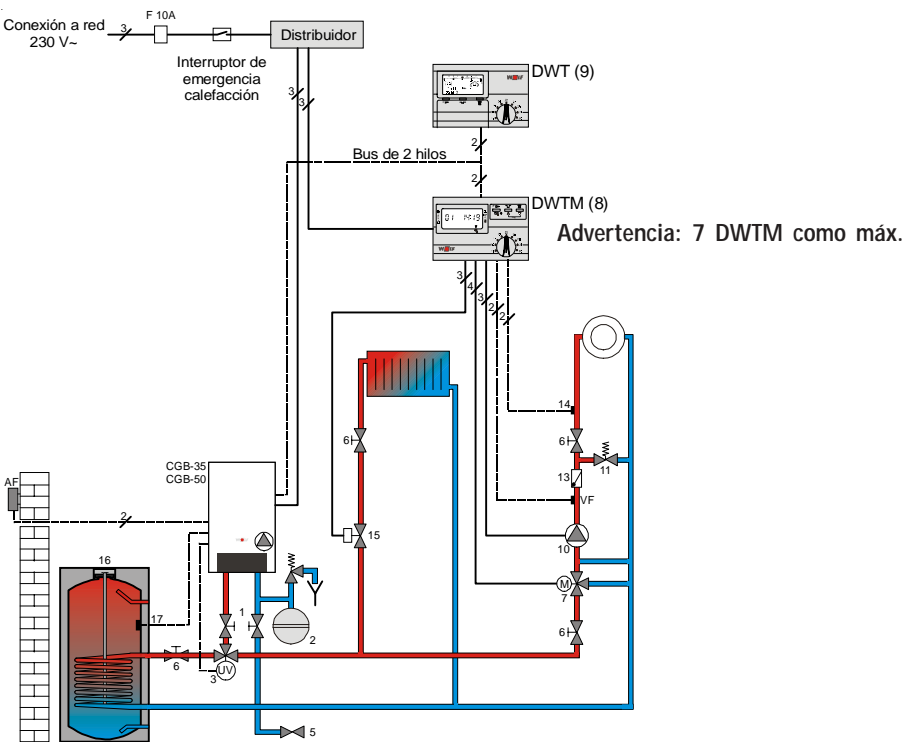 F 10A
Conexión a red
230 V~
3
Distribuidor
Interruptor de
emergencia
calefacción
3
3
DWT (9)
WOLF
2
Bus de 2 hilos
2
DWTM (8)
WOLF
Advertencia: 7 DWTM como máx.
3
4
3
2
2
14
6
6
11
13
VF
CGB-35
CGB-50
AF
2
15
10
M
7
16
17
1
2
6
6
3
UV
5